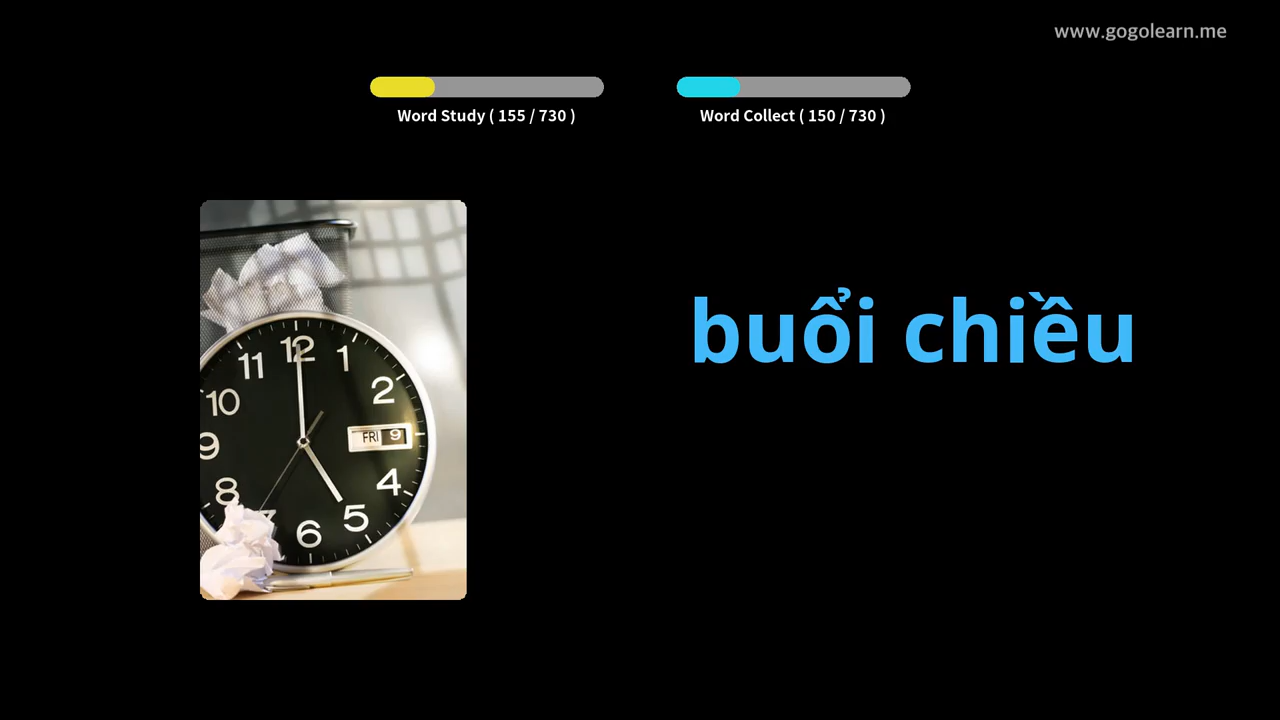 www.gogolearn.me
Word Study ( 155 / 730 )
Word Collect ( 150 / 730 )
buổi chiều
12
11
1
10
2
FRI 9
9
8
4
7
5
6